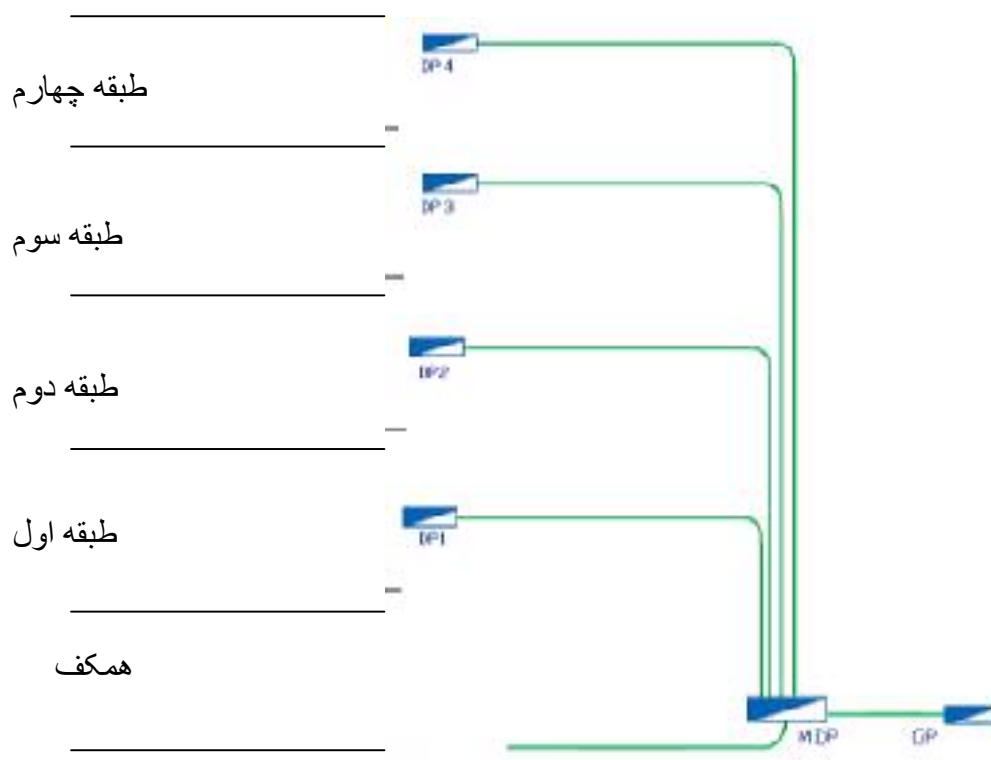 DP 4
طبقه چهارم
DP 3
طبقه سوم
DP2
طبقه دوم
DP1
طبقه اول
همکف
MDP
GP